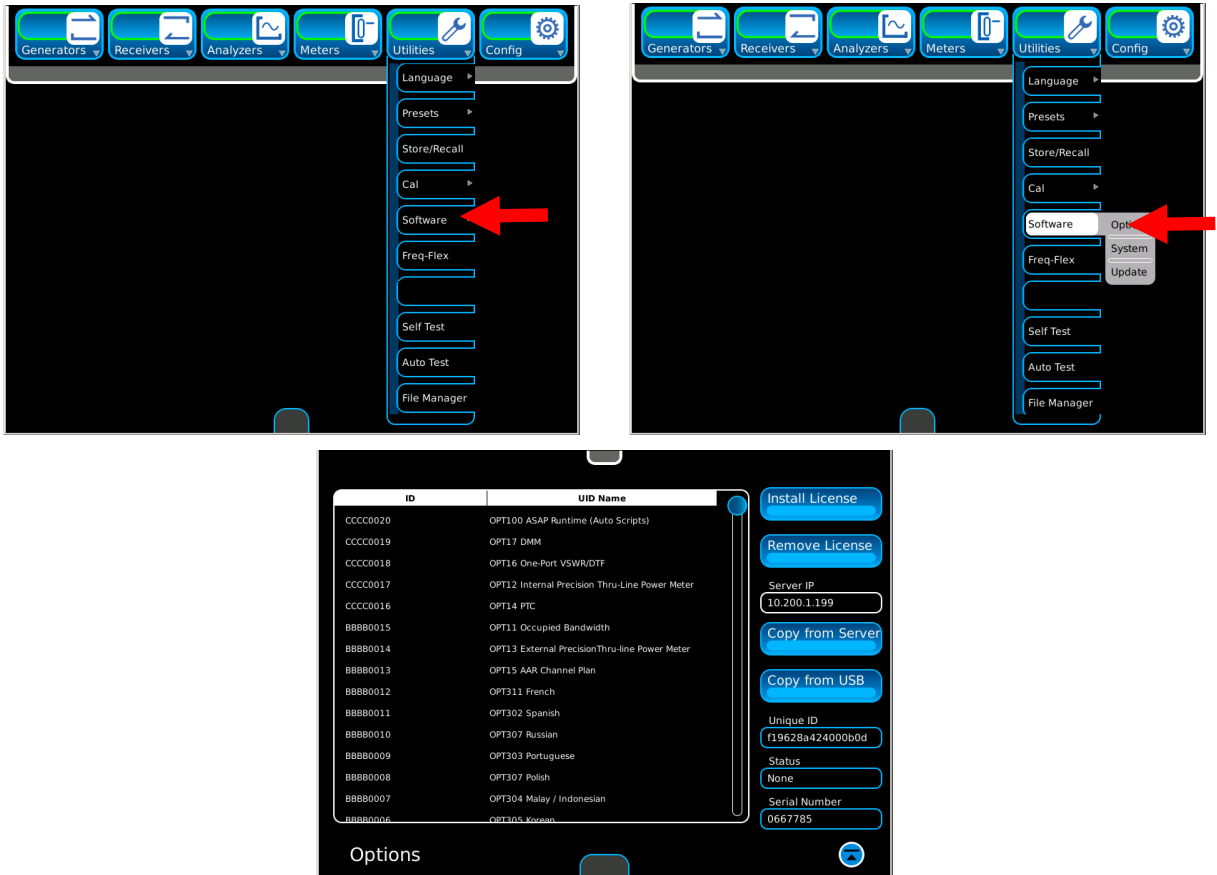 Generators Receivers Analyzers Meters Utilities Config
Language
Presets
Store/Recall
Cal
Software
Freq-Flex
Self Test
Auto Test
File Manager
Generators Receivers Analyzers Meters Utilities Config
Language
Presets
Store/Recall
Cal
Software
System
Update
Freq-Flex
Self Test
Auto Test
File Manager
ID UID Name
CCCC0020 OPT100 ASAP Runtime (Auto Scripts)
CCCC0019 OPT17 DMM
CCCC0018 OPT16 One-Port VSWR/DTF
CCCC0017 OPT12 Internal Precision Thru-Line Power Meter
CCCC0016 OPT14 PTC
BBBB0015 OPT11 Occupied Bandwidth
BBBB0014 OPT13 External PrecisionThru-line Power Meter
BBBB0013 OPT15 AAR Channel Plan
BBBB0012 OPT311 French
BBBB0011 OPT302 Spanish
BBBB0010 OPT307 Russian
BBBB0009 OPT303 Portuguese
BBBB0008 OPT307 Polish
BBBB0007 OPT304 Malay / Indonesian
BBBB0006 OPT305 Korean
Install License
Remove License
Server IP
10.200.1.199
Copy from Server
Copy from USB
Unique ID
f19628a424000b0d
Status
None
Serial Number
0667785
Options